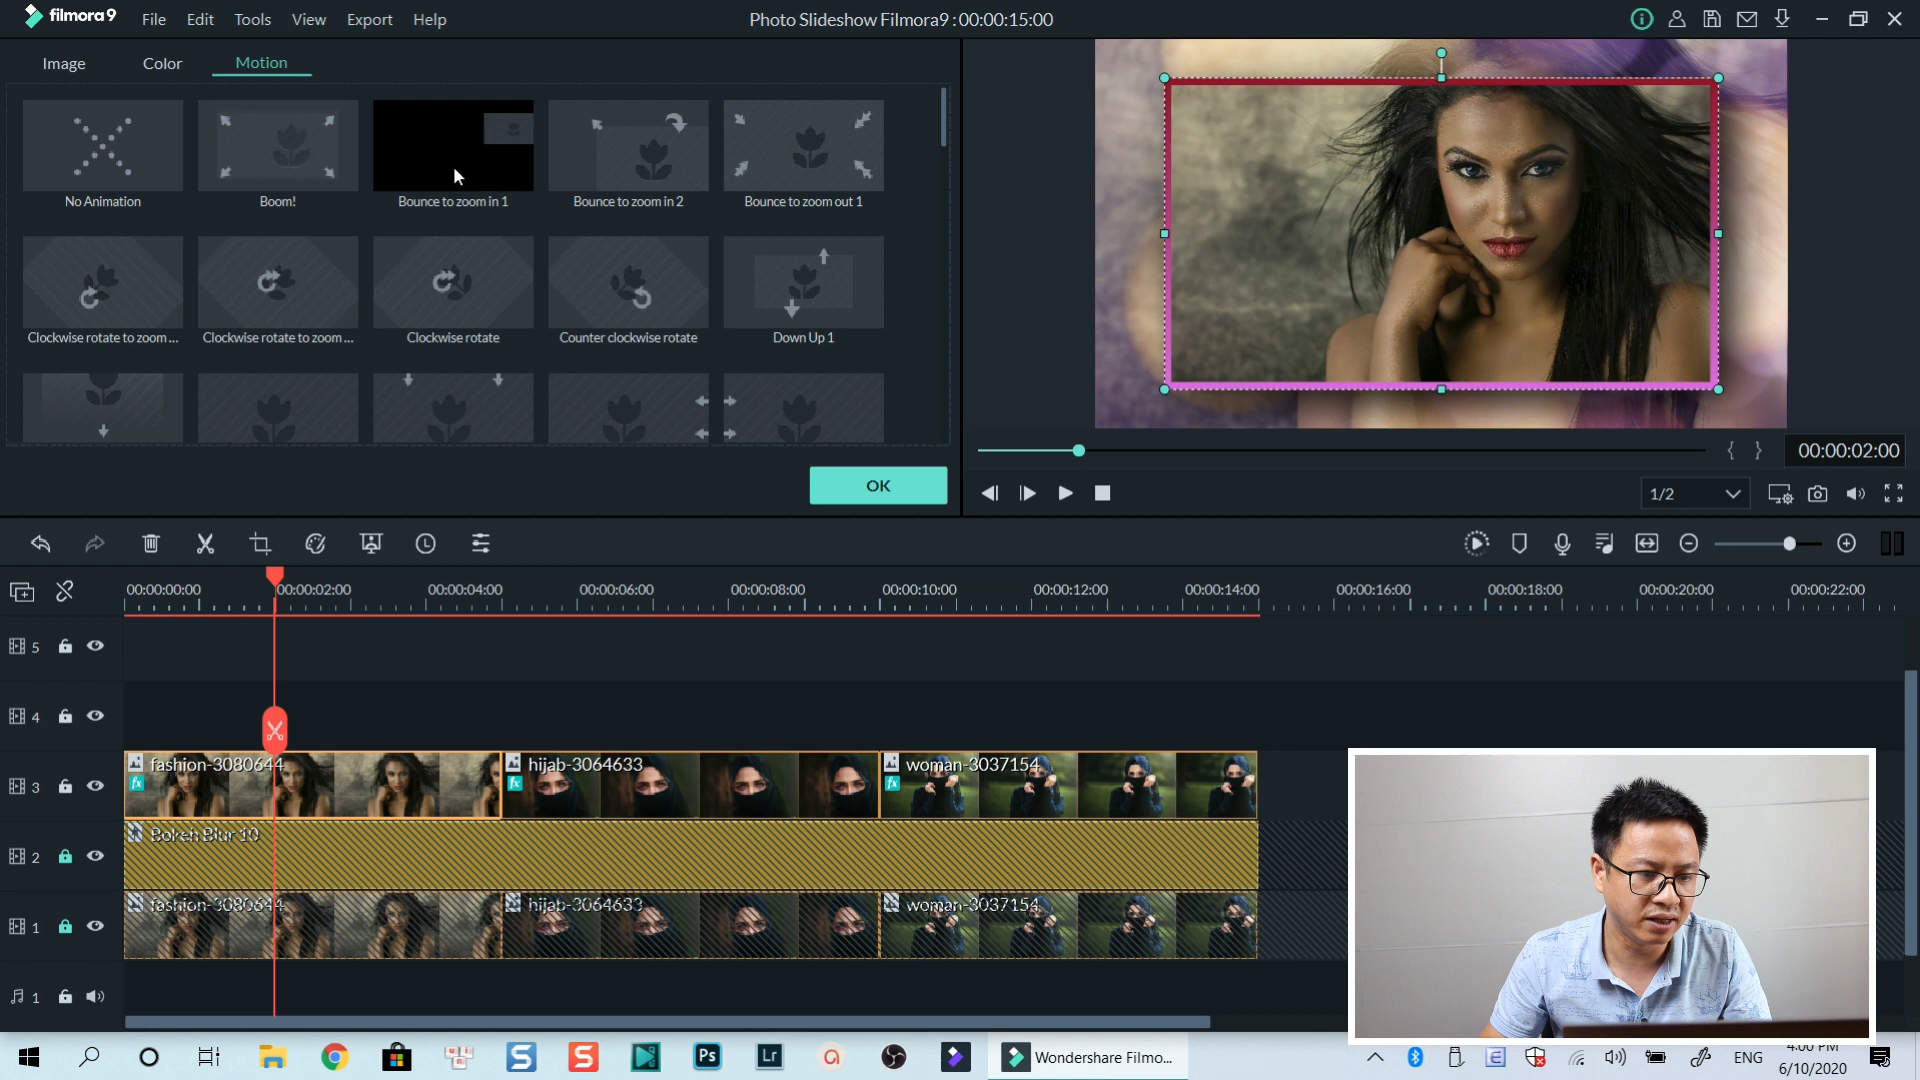 filmora9 File Edit Tools View Export Help Photo Slideshow Filmora9 : 00:00:15:00
Image Color Motion
No Animation Boom! Bounce to zoom in 1 Bounce to zoom in 2 Bounce to zoom out 1
Clockwise rotate to zoom ... Clockwise rotate to zoom ... Clockwise rotate Counter clockwise rotate Down Up 1
00:00:02:00
OK
1/2
00:00:00:00 00:00:02:00 00:00:04:00 00:00:06:00 00:00:08:00 00:00:10:00 00:00:12:00 00:00:14:00 00:00:16:00 00:00:18:00 00:00:20:00 00:00:22:00
5
4
3 fashion-3080644 hijab-3064633 woman-3037154
2 Bokeh Blur 10
1 fashion-3080644 hijab-3064633 woman-3037154
1
Ps Lr Wondershare Filmo... ENG 4:00 PM
6/10/2020